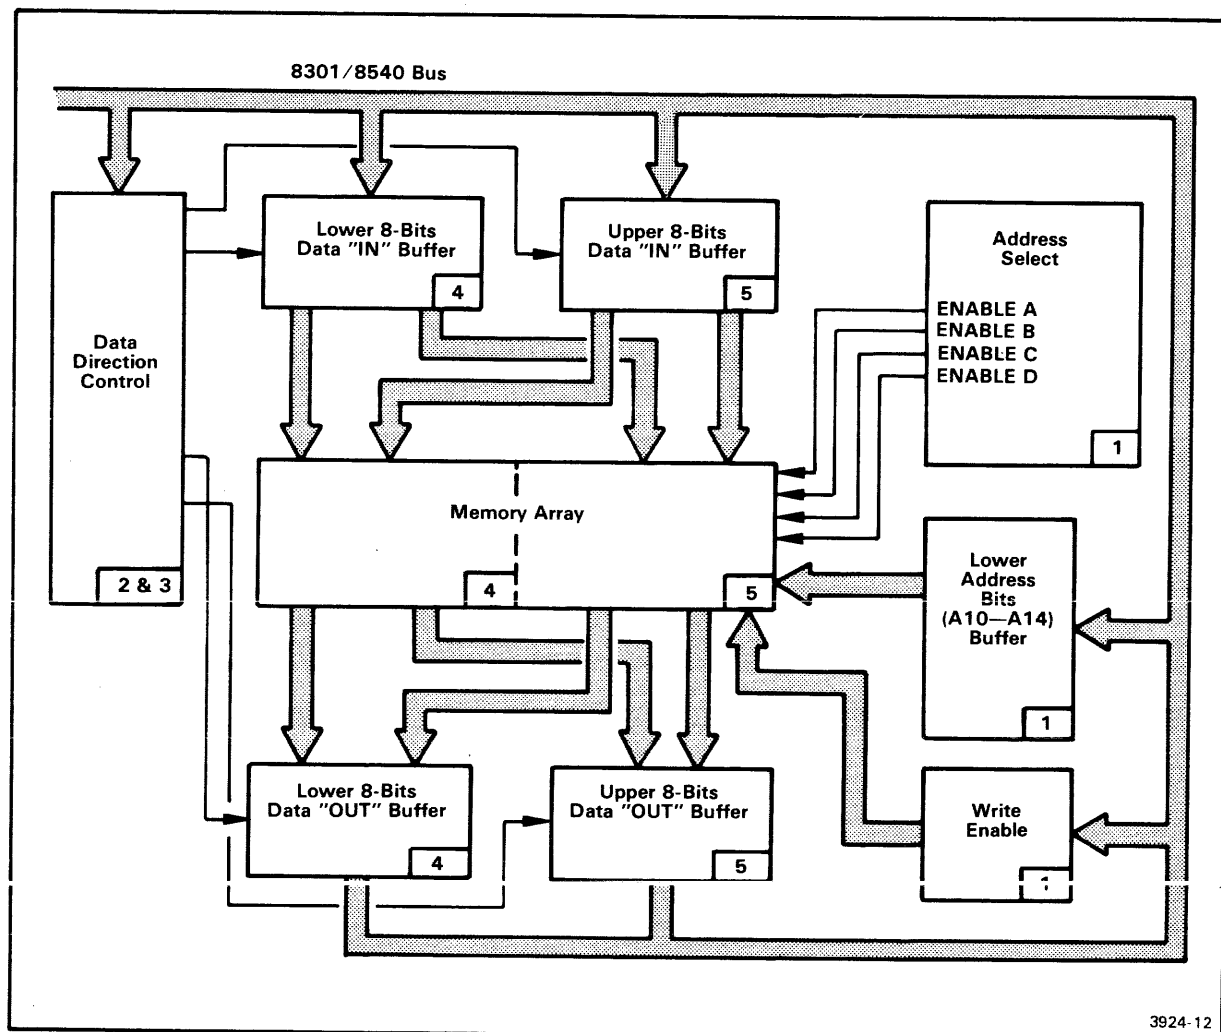 8301/8540 Bus
Lower 8-Bits
Data "IN" Buffer
4
Upper 8-Bits
Data "IN" Buffer
5
Address
Select
ENABLE A
ENABLE B
ENABLE C
ENABLE D
1
Data
Direction
Control
2 & 3
Memory Array
4
5
Lower
Address
Bits
(A10—A14)
Buffer
1
Lower 8-Bits
Data "OUT" Buffer
4
Upper 8-Bits
Data "OUT" Buffer
5
Write
Enable
1
3924-12